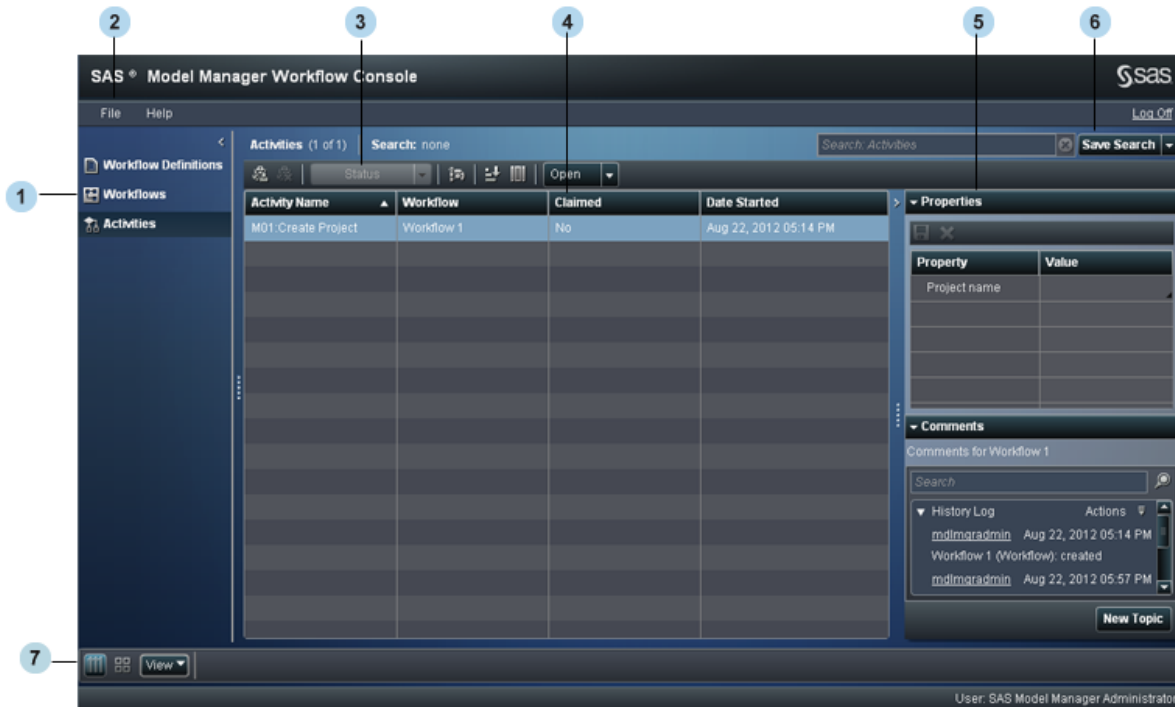 2 3 4 5 6
SAS ® Model Manager Workflow Console
sas
File Help Log Off
Activities (1 of 1) Search: none Search: Activities Save Search
Workflow Definitions
Status Open
1 Workflows
Activity Name Workflow Claimed Date Started Properties
Activities
M01:Create Project Workflow 1 No Aug 22, 2012 05:14 PM
Property Value
Project name
Comments
Comments for Workflow 1
Search
History Log Actions
mdlmgradmin Aug 22, 2012 05:14 PM
Workflow 1 (Workflow): created
mdlmgradmin Aug 22, 2012 05:57 PM
New Topic
7 View
User: SAS Model Manager Administrator